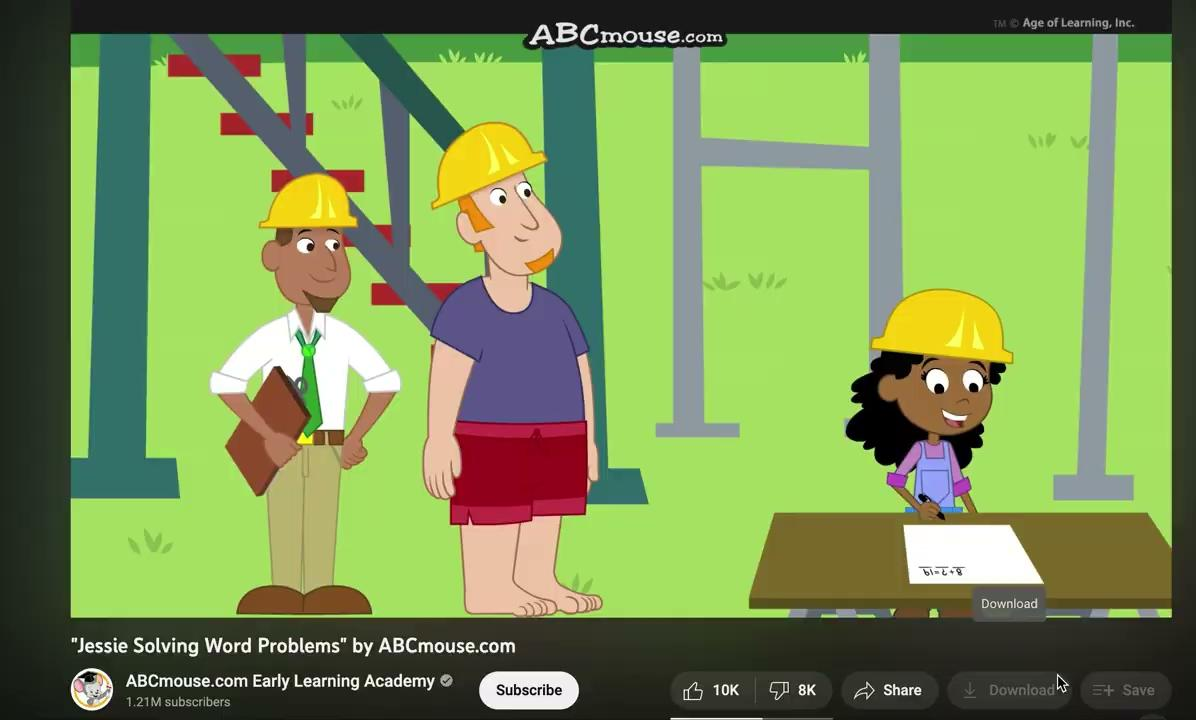 ABCmouse.com
TM © Age of Learning, Inc.
Download
"Jessie Solving Word Problems" by ABCmouse.com
ABCmouse.com Early Learning Academy
1.21M subscribers
Subscribe
10K
8K
Share
Download
Save